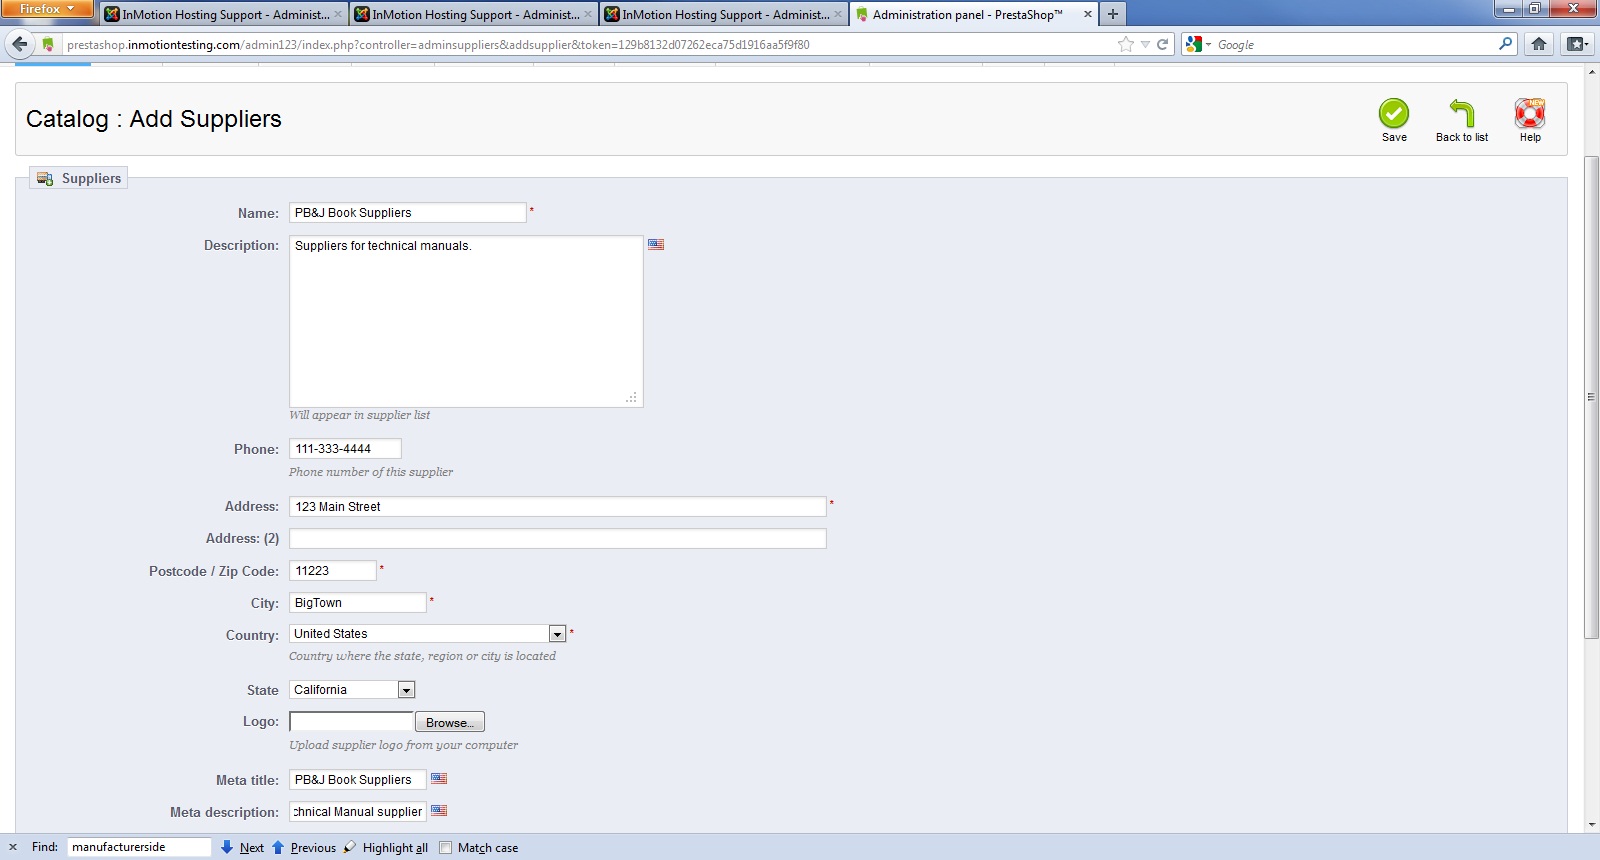 Firefox
InMotion Hosting Support - Administ...
InMotion Hosting Support - Administ...
InMotion Hosting Support - Administ...
Administration panel - PrestaShop™
prestashop.inmotiontesting.com/admin123/index.php?controller=adminsuppliers&addsupplier&token=129b8132d07262eca75d1916aa5f9f80
Google
Catalog : Add Suppliers
Save
Back to list
NEW
Help
Suppliers
Name: PB&J Book Suppliers *
Description: Suppliers for technical manuals.
Will appear in supplier list
Phone: 111-333-4444
Phone number of this supplier
Address: 123 Main Street *
Address: (2)
Postcode / Zip Code: 11223 *
City: BigTown *
Country: United States *
Country where the state, region or city is located
State California
Logo: Browse...
Upload supplier logo from your computer
Meta title: PB&J Book Suppliers
Meta description: chnical Manual supplier
× Find: manufacturerside Next Previous Highlight all Match case